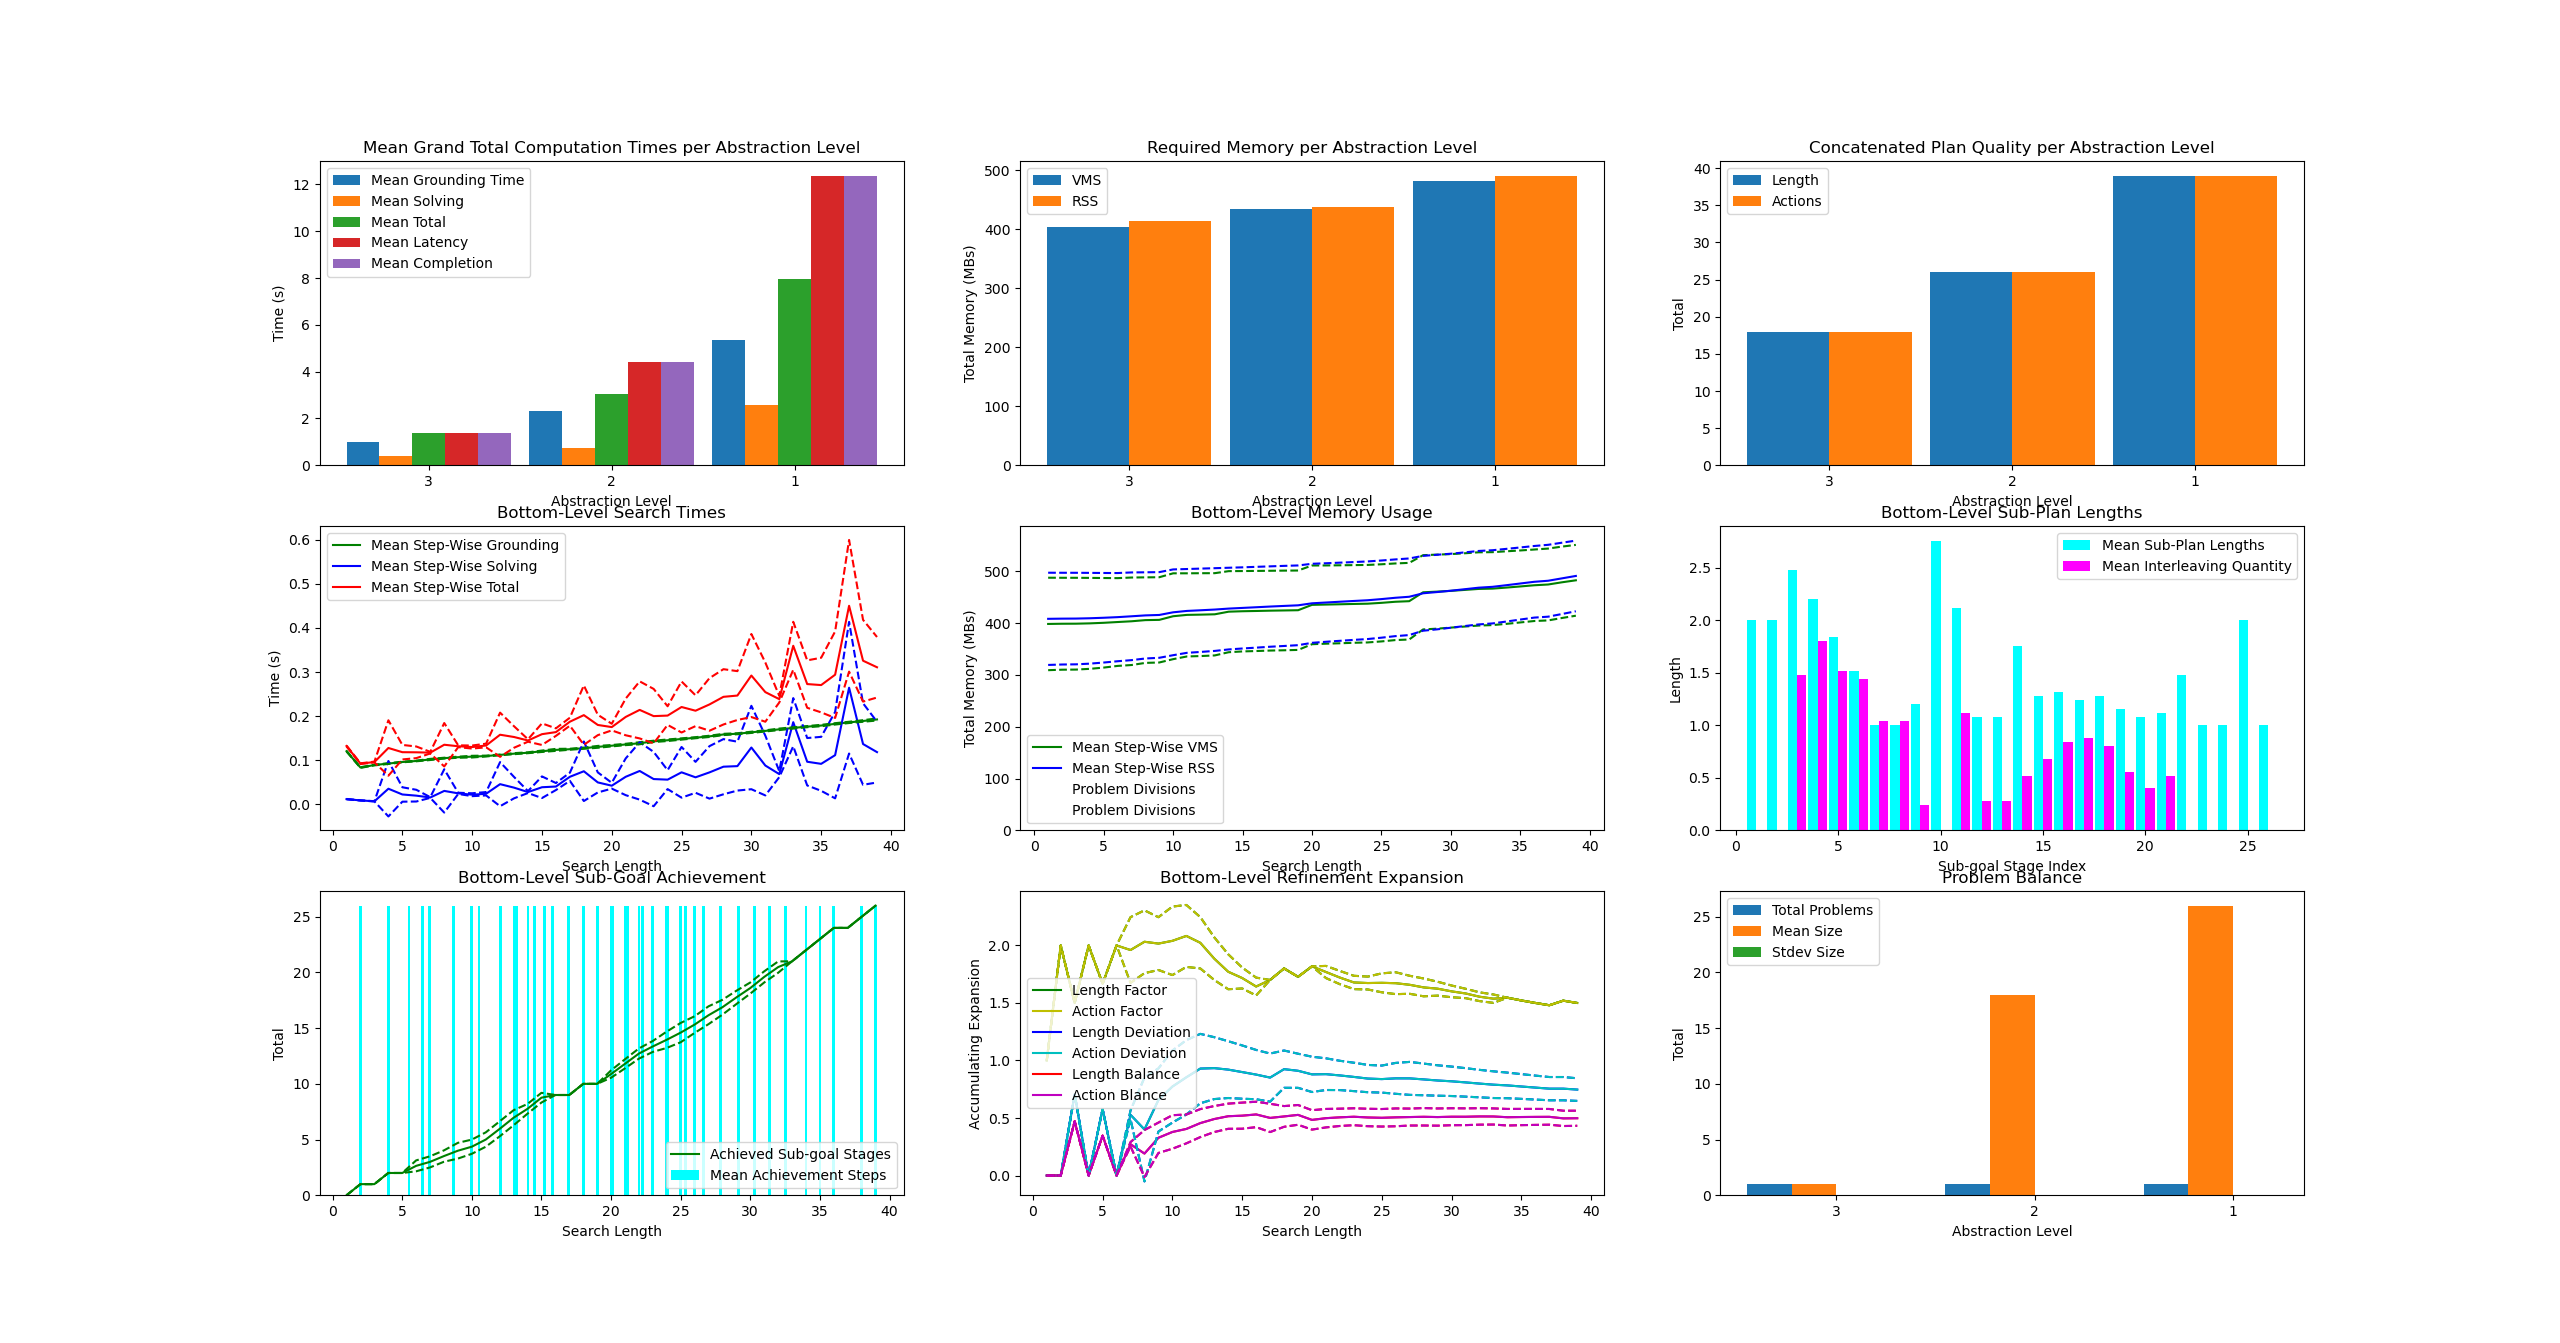 Mean Grand Total Computation Times per Abstraction Level
Mean Grounding Time
Mean Solving
Mean Total
Mean Latency
Mean Completion
Time (s)
0
2
4
6
8
10
12
3
2
1
Abstraction Level
Required Memory per Abstraction Level
VMS
RSS
Total Memory (MBs)
0
100
200
300
400
500
3
2
1
Abstraction Level
Concatenated Plan Quality per Abstraction Level
Length
Actions
Total
0
5
10
15
20
25
30
35
40
3
2
1
Abstraction Level
Bottom-Level Search Times
Mean Step-Wise Grounding
Mean Step-Wise Solving
Mean Step-Wise Total
Time (s)
0.0
0.1
0.2
0.3
0.4
0.5
0.6
0
5
10
15
20
25
30
35
40
Search Length
Bottom-Level Memory Usage
Mean Step-Wise VMS
Mean Step-Wise RSS
Problem Divisions
Problem Divisions
Total Memory (MBs)
0
100
200
300
400
500
0
5
10
15
20
25
30
35
40
Search Length
Bottom-Level Sub-Plan Lengths
Mean Sub-Plan Lengths
Mean Interleaving Quantity
Length
0.0
0.5
1.0
1.5
2.0
2.5
0
5
10
15
20
25
Sub-goal Stage Index
Bottom-Level Sub-Goal Achievement
Achieved Sub-goal Stages
Mean Achievement Steps
Total
0
5
10
15
20
25
0
5
10
15
20
25
30
35
40
Search Length
Bottom-Level Refinement Expansion
Length Factor
Action Factor
Length Deviation
Action Deviation
Length Balance
Action Blance
Accumulating Expansion
0.0
0.5
1.0
1.5
2.0
0
5
10
15
20
25
30
35
40
Search Length
Problem Balance
Total Problems
Mean Size
Stdev Size
Total
0
5
10
15
20
25
3
2
1
Abstraction Level